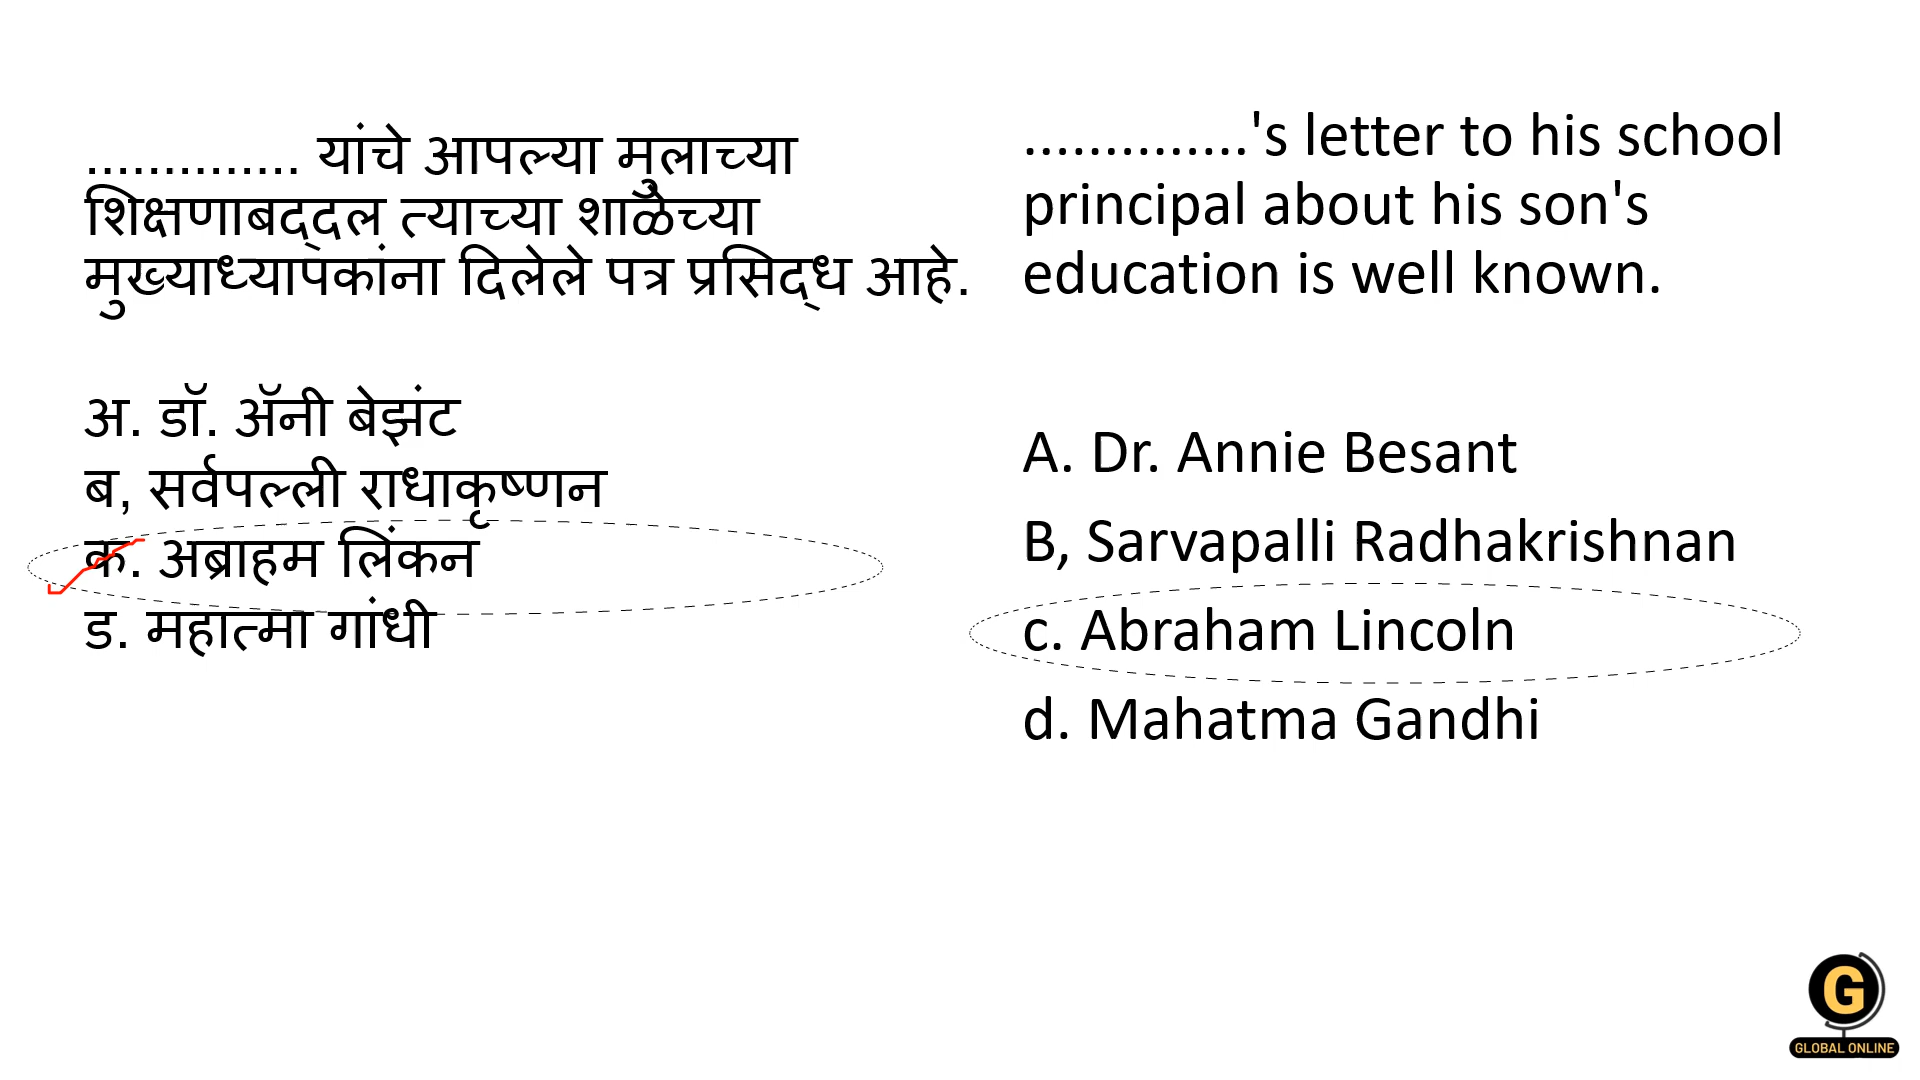 .............. यांचे आपल्या मुलाच्या
शिक्षणाबद्दल त्याच्या शाळेच्या
मुख्याध्यापकांना दिलेले पत्र प्रसिद्ध आहे.
अ. डॉ. ॲनी बेझंट
ब, सर्वपल्ली राधाकृष्णन
क. अब्राहम लिंकन
ड. महात्मा गांधी
..............'s letter to his school
principal about his son's
education is well known.
A. Dr. Annie Besant
B, Sarvapalli Radhakrishnan
c. Abraham Lincoln
d. Mahatma Gandhi
G
GLOBAL ONLINE